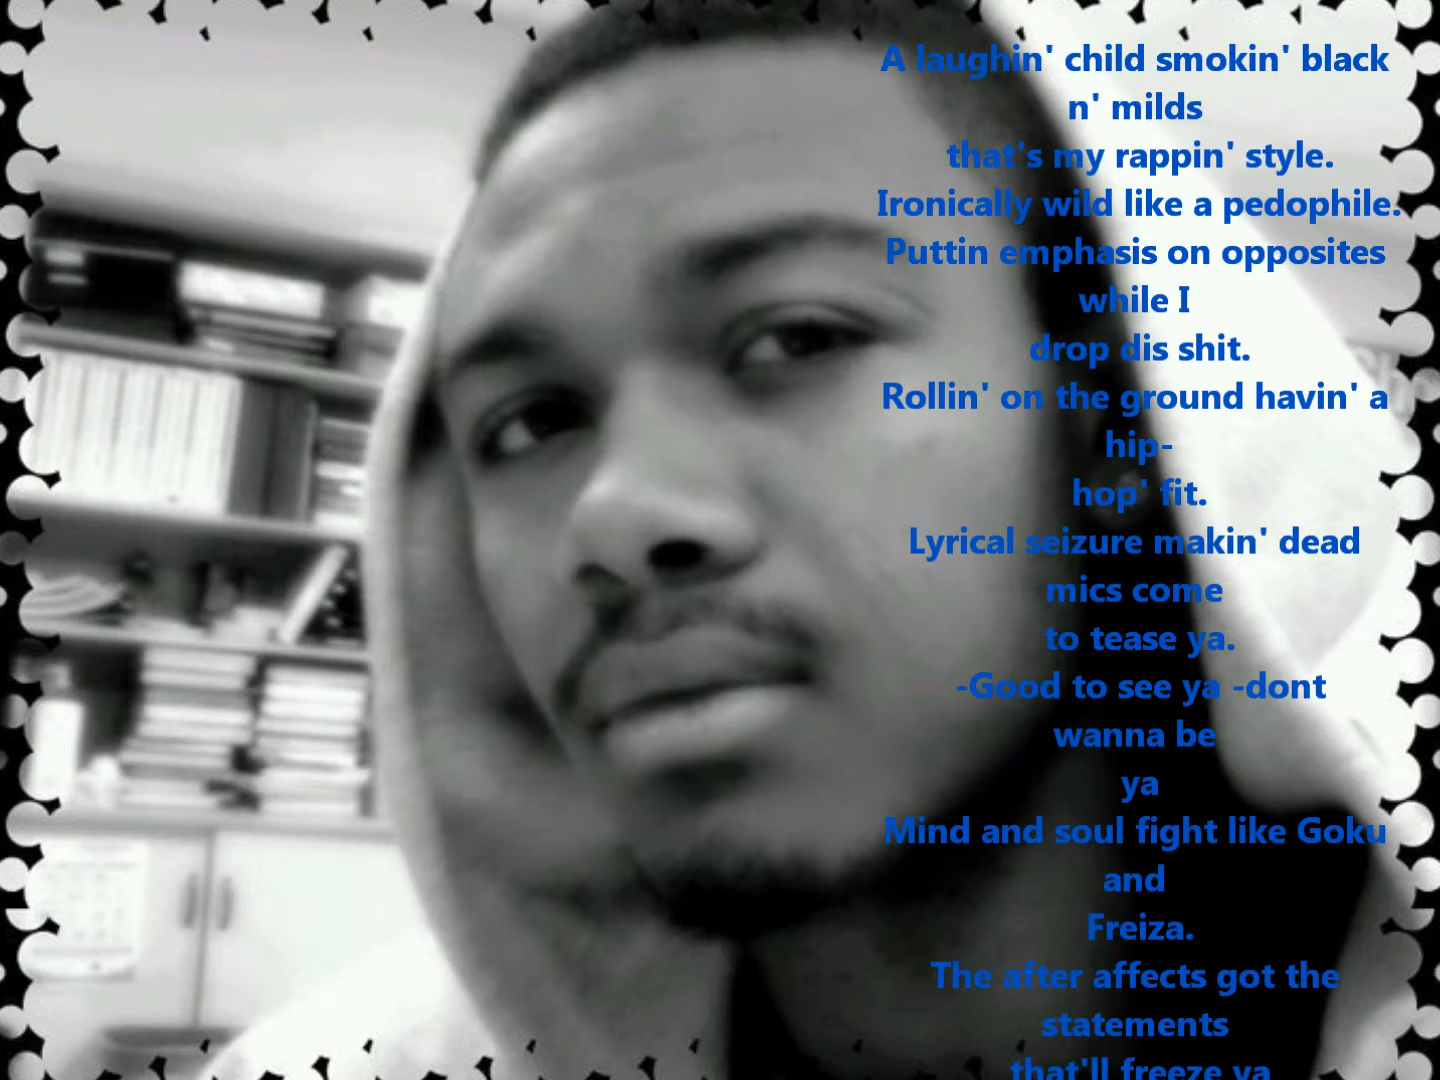 A laughin' child smokin' black
n' milds
that's my rappin' style.
Ironically wild like a pedophile.
Puttin emphasis on opposites
while I
drop dis shit.
Rollin' on the ground havin' a
hip-
hop' fit.
Lyrical seizure makin' dead
mics come
to tease ya.
-Good to see ya -dont
wanna be
ya
Mind and soul fight like Goku
and
Freiza.
The after affects got the
statements
that'll freeze ya